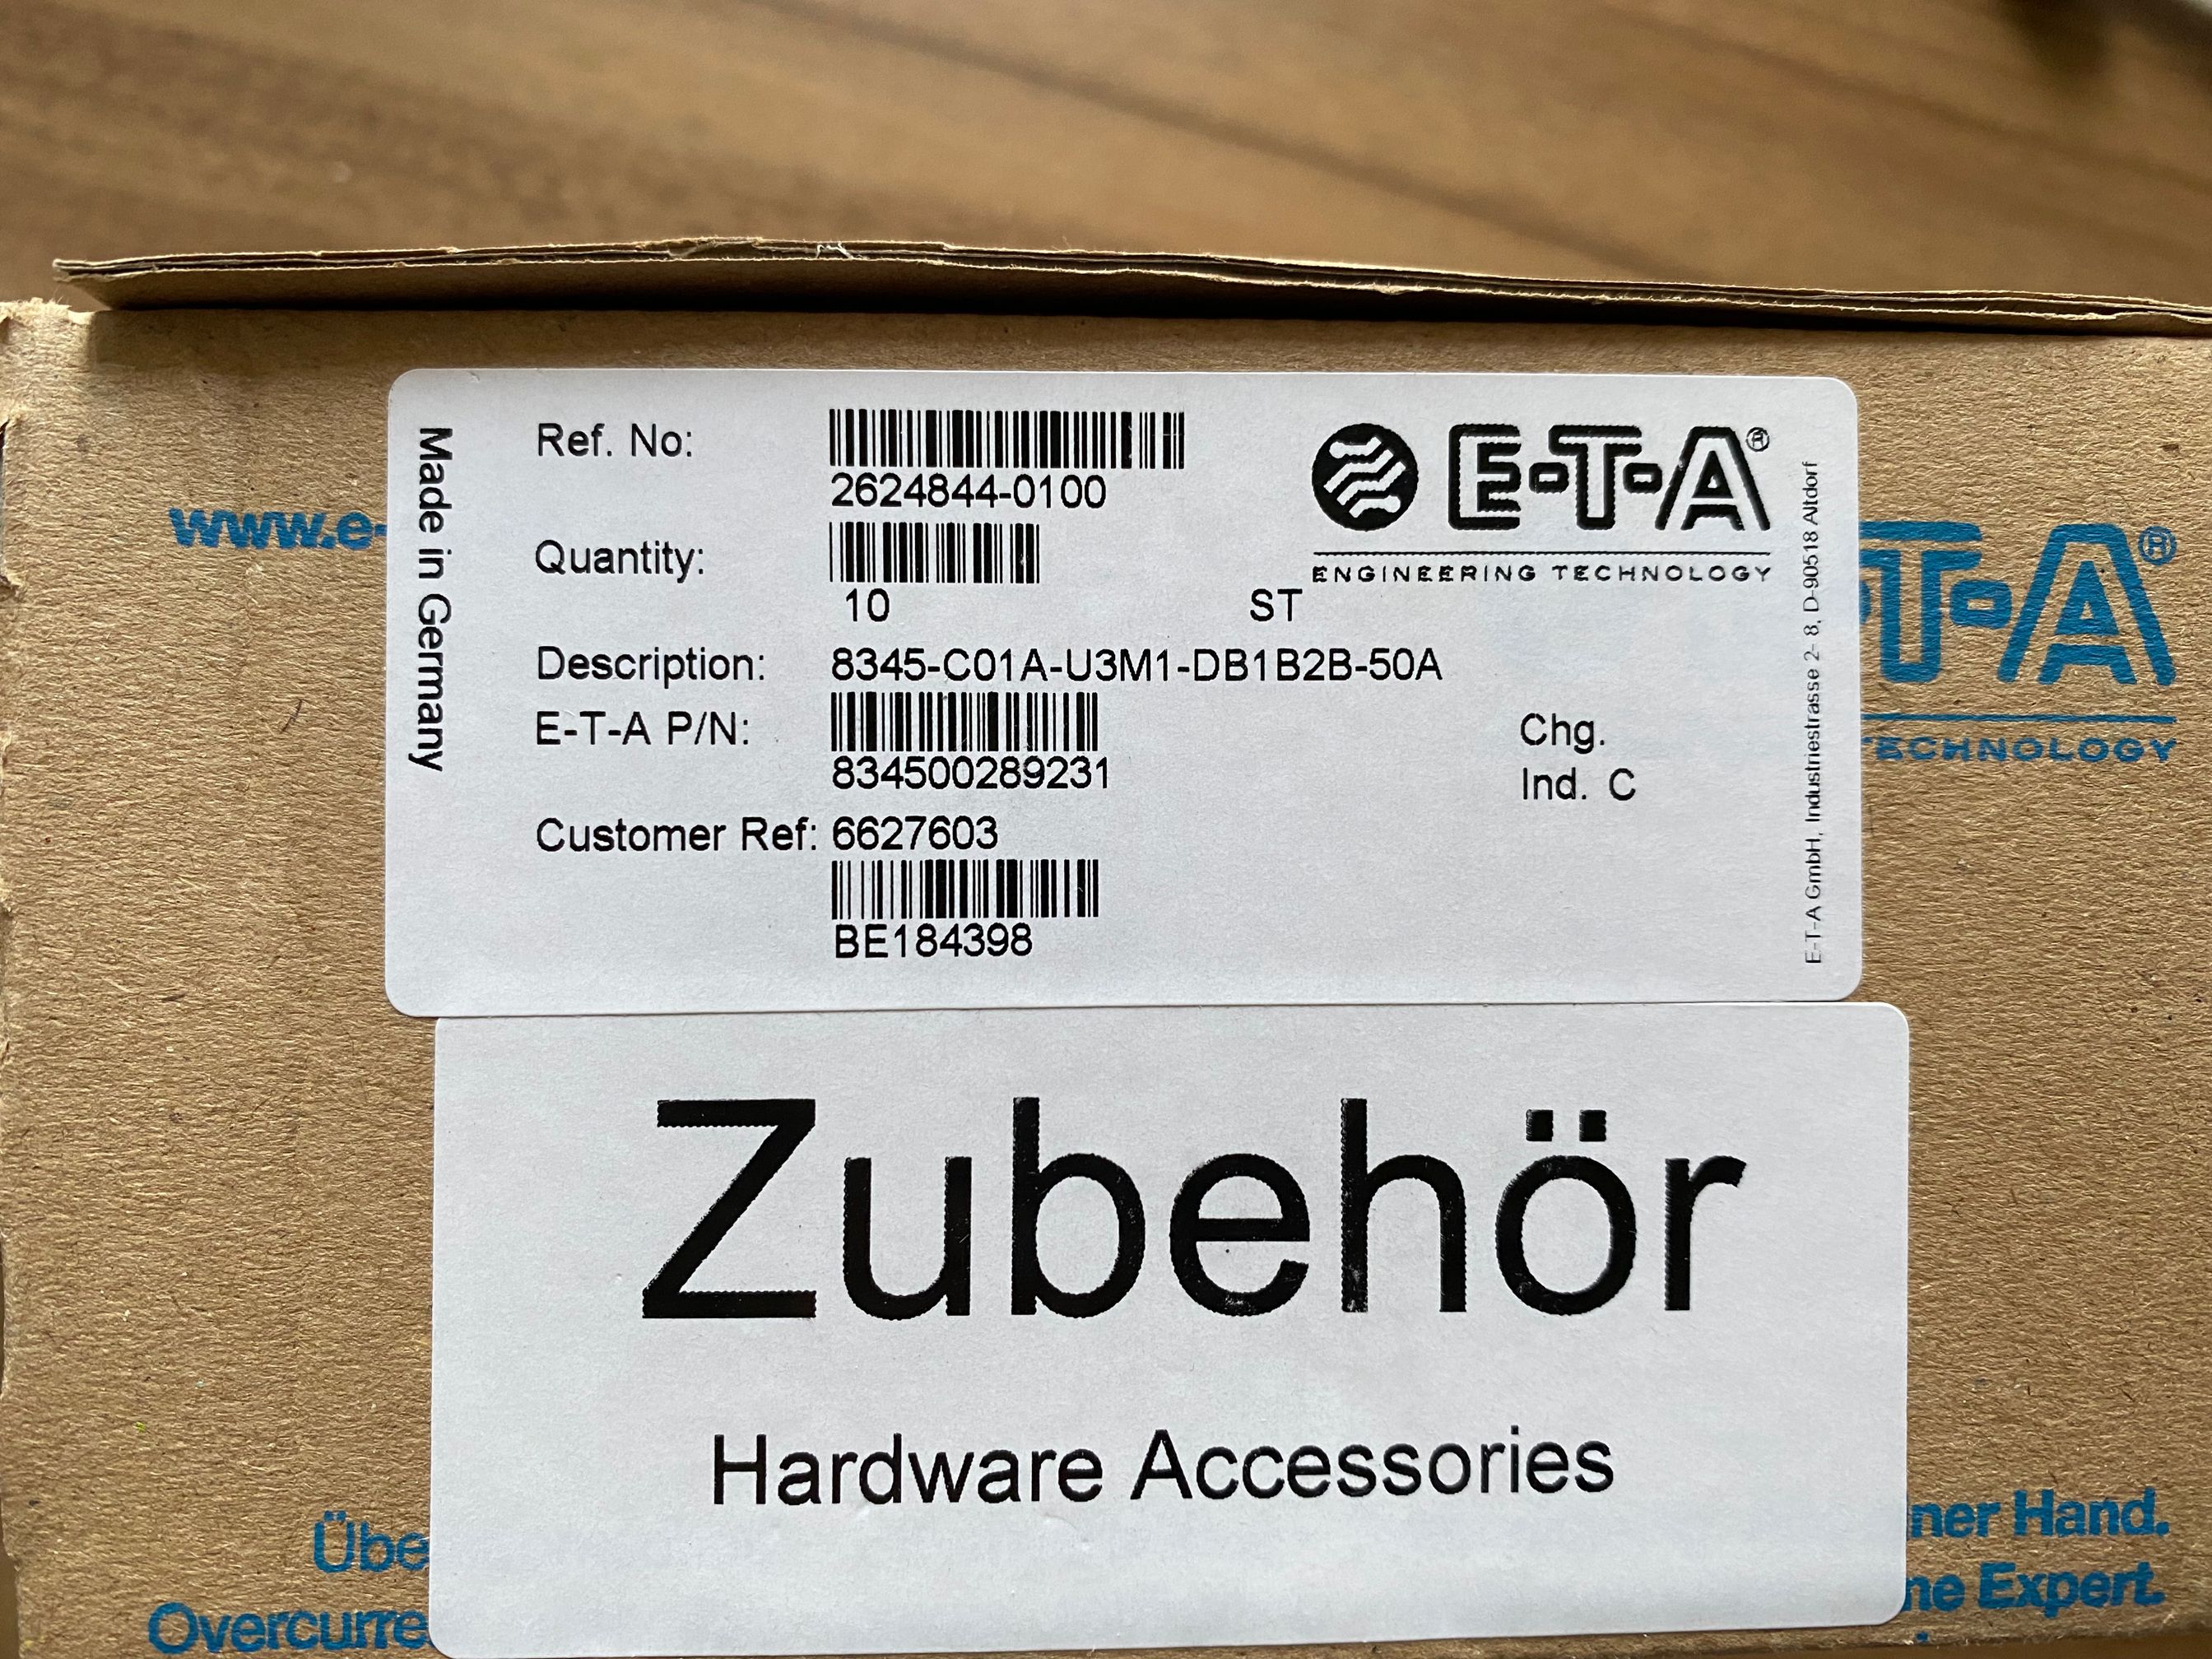 Made in Germany
Ref. No:
2624844-0100
Quantity:
10 ST
Description: 8345-C01A-U3M1-DB1B2B-50A
E-T-A P/N:
834500289231
Chg.
Ind. C
Customer Ref: 6627603
BE184398
E-T-A®
ENGINEERING TECHNOLOGY
E-T-A GmbH, Industriestrasse 2- 8, D-90518 Altdorf
Zubehör
Hardware Accessories
www.e-
T-A®
TECHNOLOGY
Übe
ner Hand.
Overcurre
ne Expert.